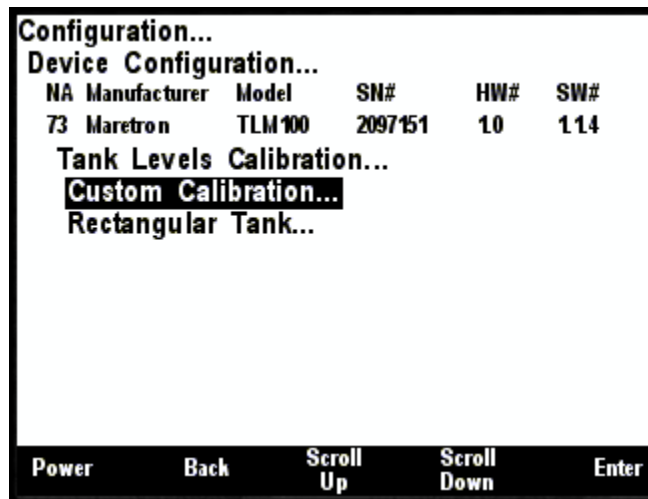 Configuration...
Device Configuration...
NA Manufacturer Model SN# HW# SW#
73 Maretron TLM100 2097151 1.0 1.1.4
Tank Levels Calibration...
Custom Calibration...
Rectangular Tank...
Power Back Scroll Up Scroll Down Enter